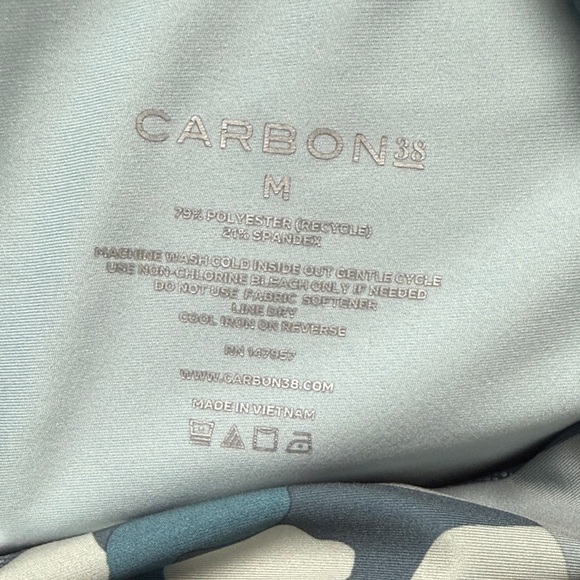 CARBON38
M
79% POLYESTER (RECYCLE)
21% SPANDEX
MACHINE WASH COLD INSIDE OUT GENTLE CYCLE
USE NON-CHLORINE BLEACH ONLY IF NEEDED
DO NOT USE FABRIC SOFTENER
LINE DRY
COOL IRON ON REVERSE
RN 147957
WWW.CARBON38.COM
MADE IN VIETNAM